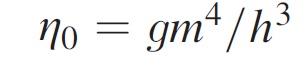 η₀ = gm⁴/h³